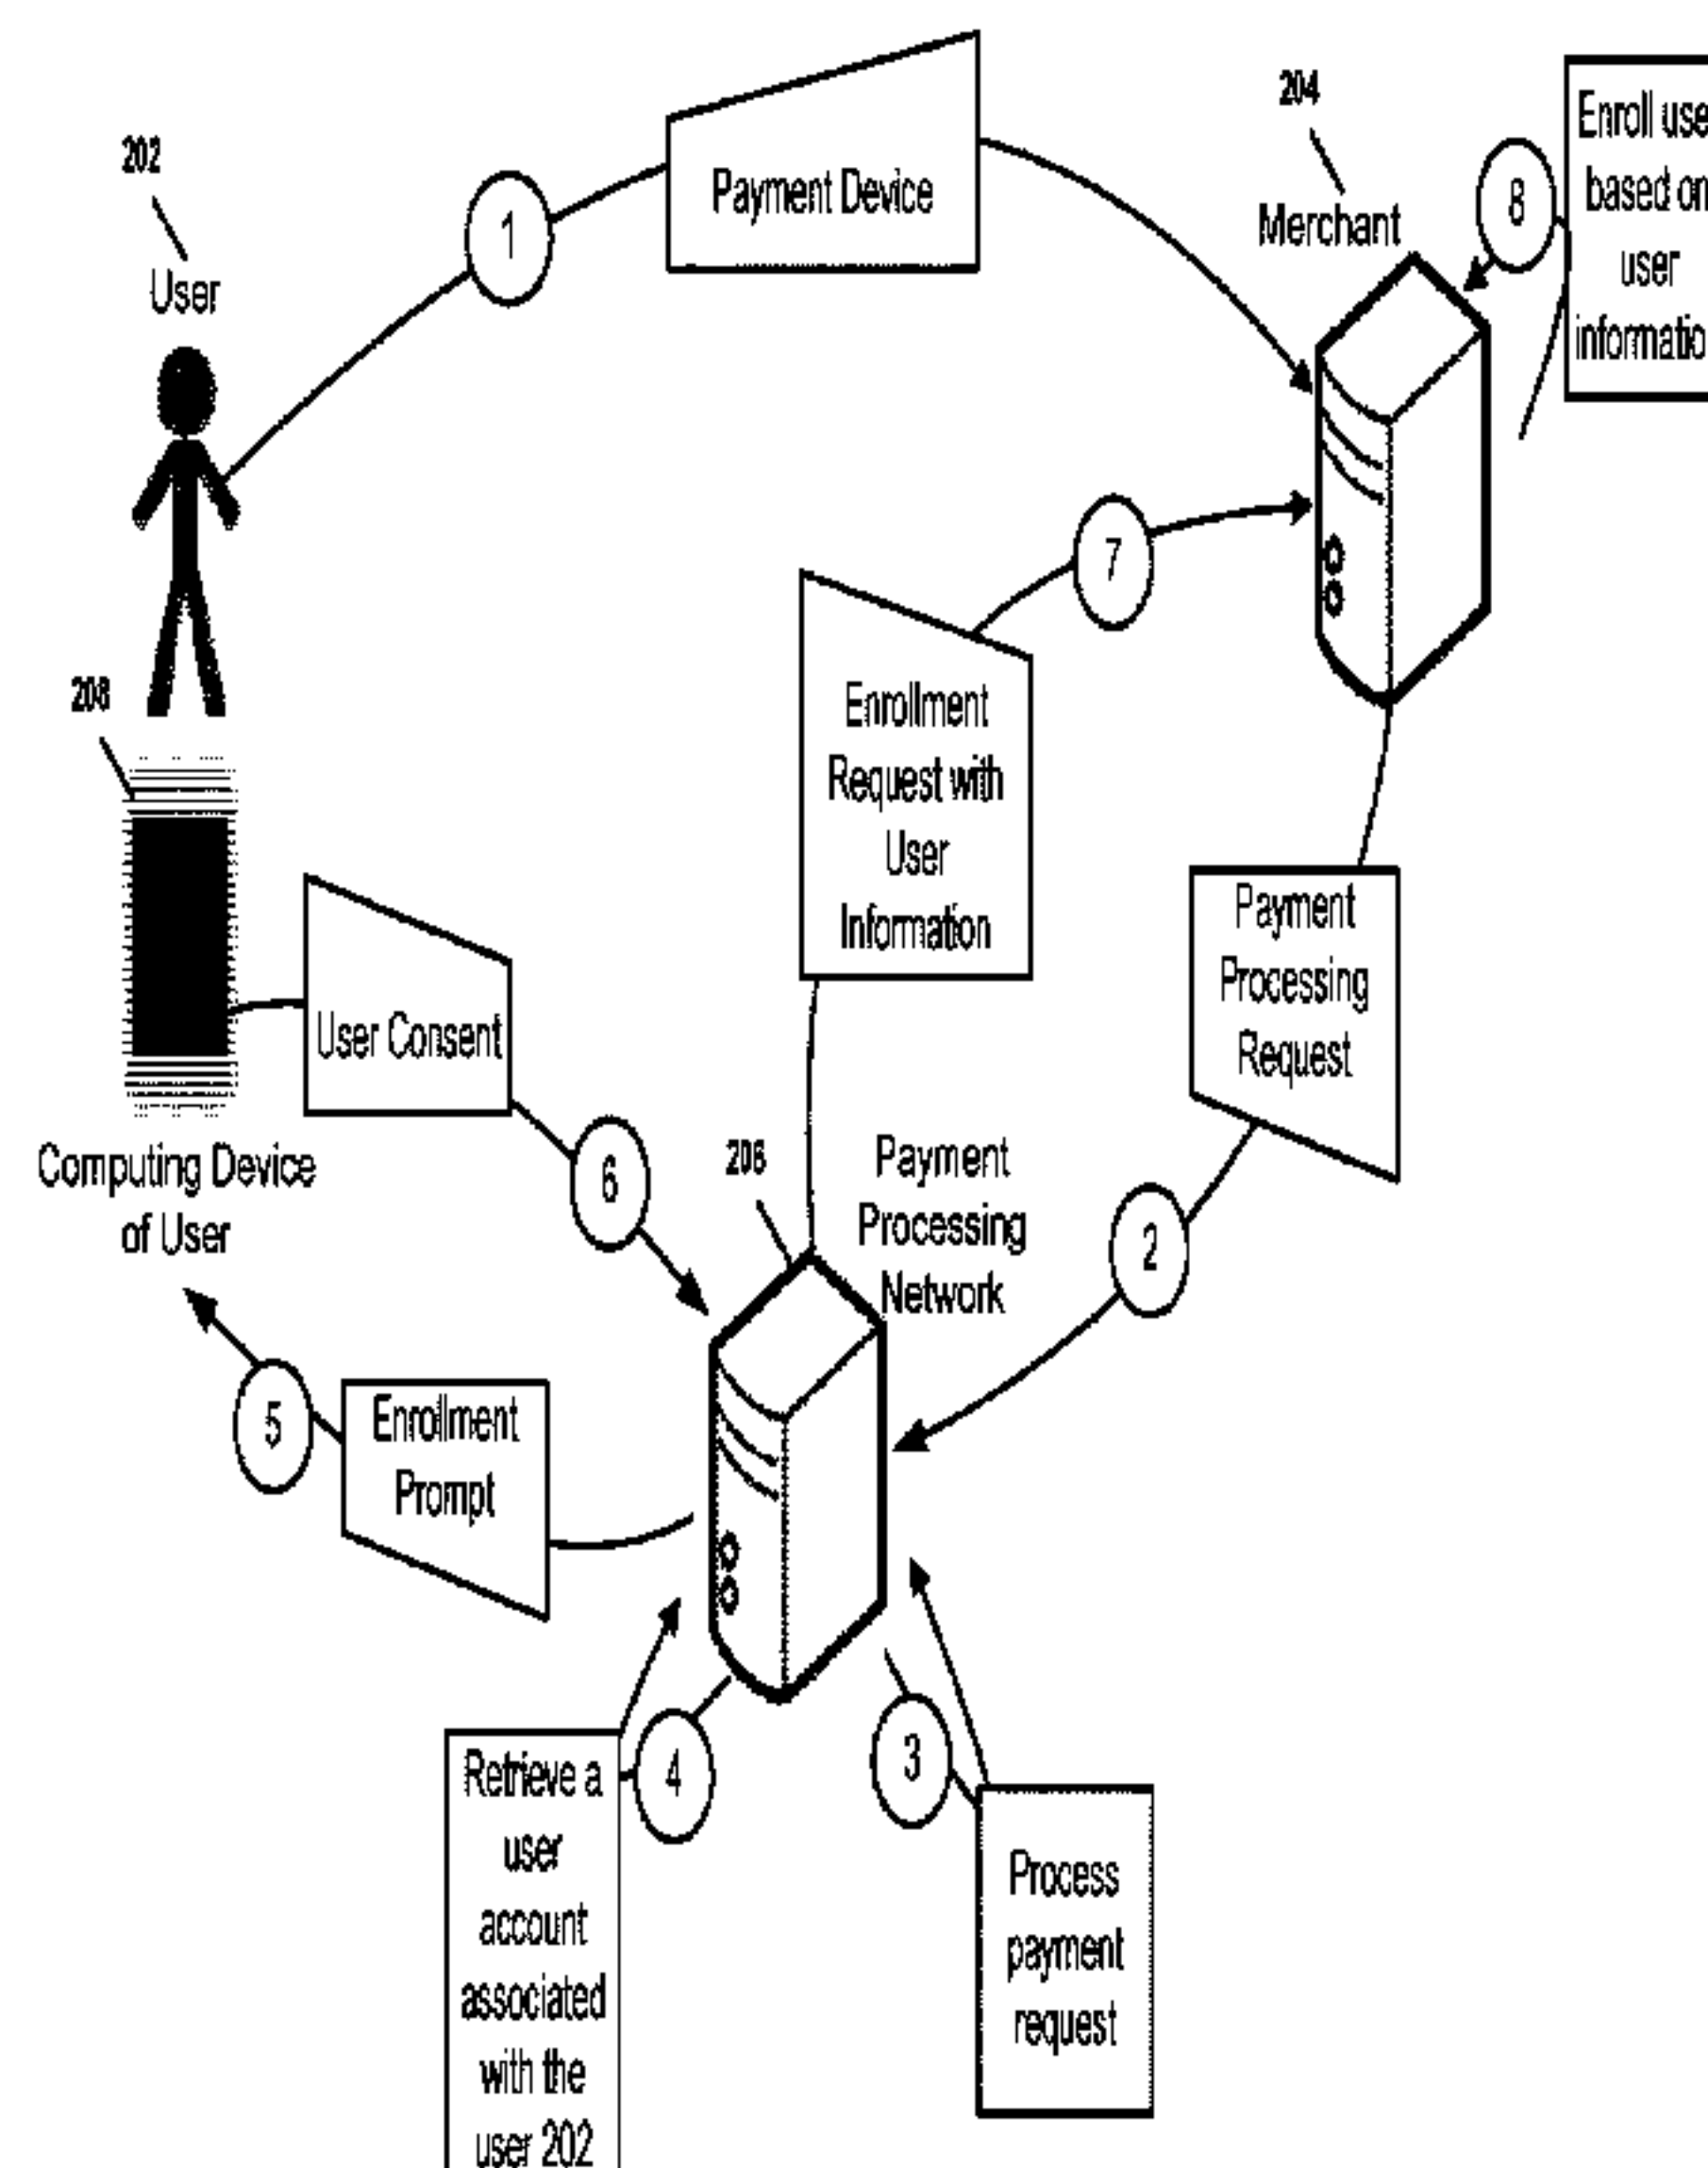 202
User
1
Payment Device
204
Merchant
8
Enroll use
based on
user
informatio
7
Enrollment
Request with
User
Information
208
Computing Device
of User
User Consent
6
Payment
Processing
Request
2
206
Payment
Processing
Network
5
Enrollment
Prompt
4
Retrieve a
user
account
associated
with the
user 202
3
Process
payment
request